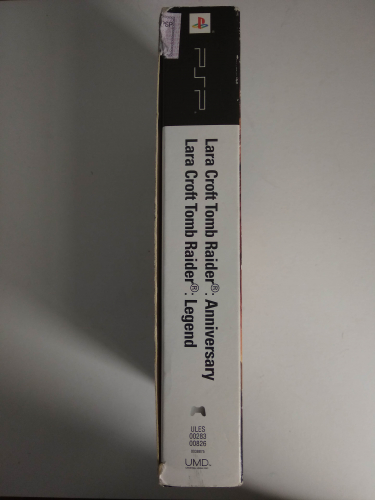 PSP
Lara Croft Tomb Raider®: Anniversary
Lara Croft Tomb Raider®: Legend
ULES
00283
00826
UMD